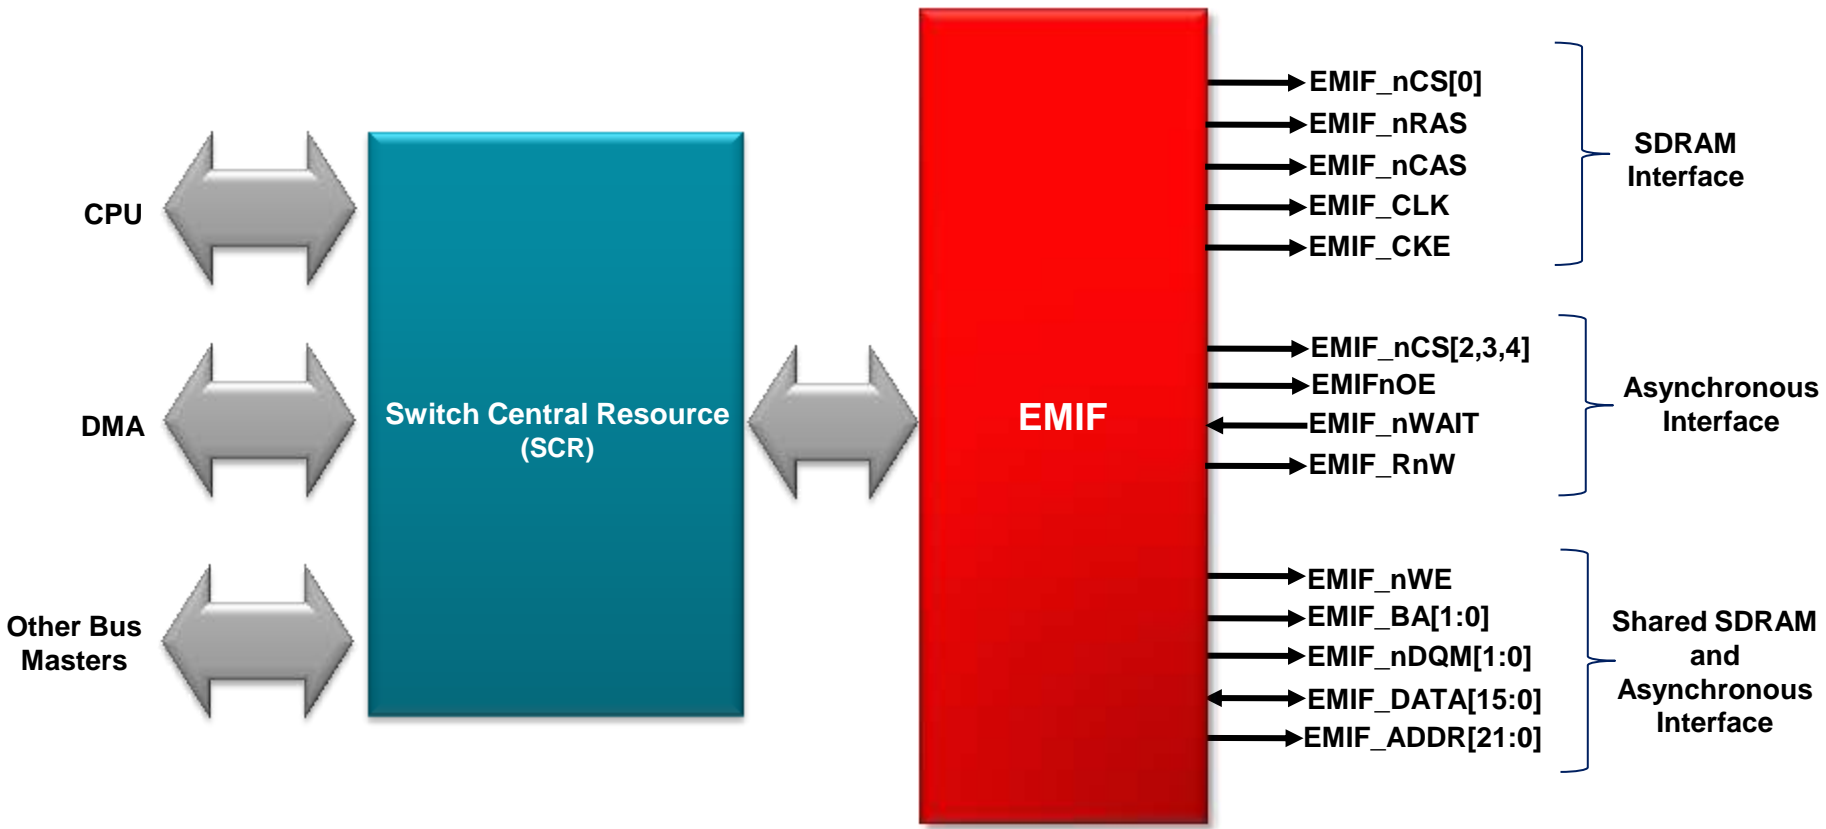 CPU
DMA
Other Bus
Masters
Switch Central Resource
(SCR)
EMIF
EMIF_nCS[0]
EMIF_nRAS
EMIF_nCAS
EMIF_CLK
EMIF_CKE
SDRAM
Interface
EMIF_nCS[2,3,4]
EMIFnOE
EMIF_nWAIT
EMIF_RnW
Asynchronous
Interface
EMIF_nWE
EMIF_BA[1:0]
EMIF_nDQM[1:0]
EMIF_DATA[15:0]
EMIF_ADDR[21:0]
Shared SDRAM
and
Asynchronous
Interface